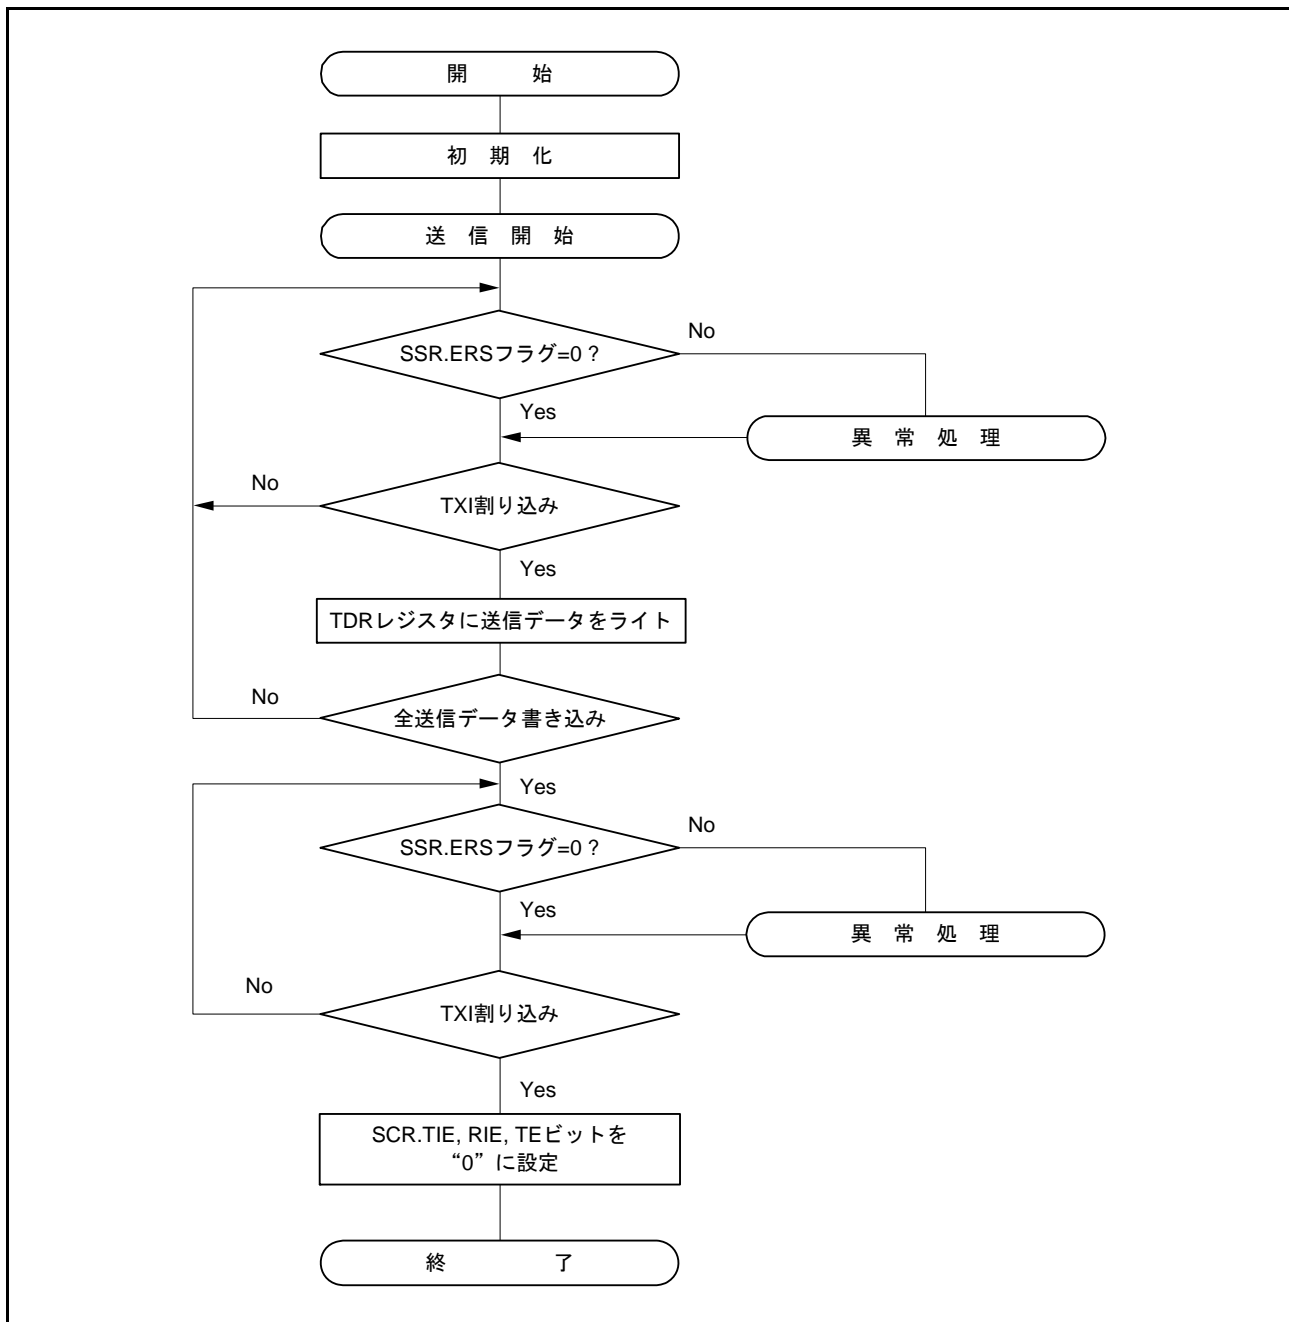 開 始
初 期 化
送 信 開 始
SSR.ERSフラグ=0 ?
No
Yes
異 常 処 理
No
TXI割り込み
Yes
TDRレジスタに送信データをライト
No
全送信データ書き込み
Yes
SSR.ERSフラグ=0 ?
No
Yes
異 常 処 理
No
TXI割り込み
Yes
SCR.TIE, RIE, TEビットを
“0”に設定
終 了